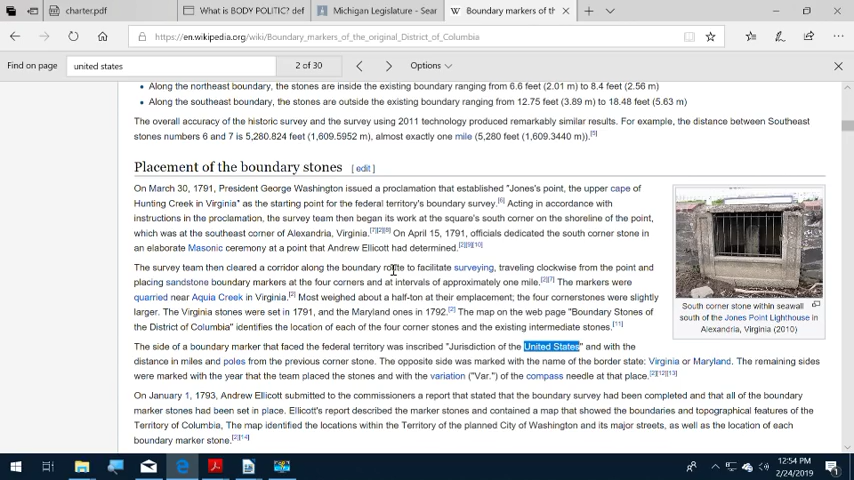 charter.pdf
What is BODY POLITIC? def
Michigan Legislature - Sear
Boundary markers of th
https://en.wikipedia.org/wiki/Boundary_markers_of_the_original_District_of_Columbia
Find on page
united states
2 of 30
Options
Along the northeast boundary, the stones are inside the existing boundary ranging from 6.6 feet (2.01 m) to 8.4 feet (2.56 m)
Along the southeast boundary, the stones are outside the existing boundary ranging from 12.75 feet (3.89 m) to 18.48 feet (5.63 m)
The overall accuracy of the historic survey and the survey using 2011 technology produced remarkably similar results. For example, the distance between Southeast
stones numbers 6 and 7 is 5,280.824 feet (1,609.5952 m), almost exactly one mile (5,280 feet (1,609.3440 m)).[5]
Placement of the boundary stones [ edit ]
On March 30, 1791, President George Washington issued a proclamation that established "Jones's point, the upper cape of
Hunting Creek in Virginia" as the starting point for the federal territory's boundary survey.[6] Acting in accordance with
instructions in the proclamation, the survey team then began its work at the square's south corner on the shoreline of the point,
which was at the southeast corner of Alexandria, Virginia.[7][2][8] On April 15, 1791, officials dedicated the south corner stone in
an elaborate Masonic ceremony at a point that Andrew Ellicott had determined.[2][9][10]
The survey team then cleared a corridor along the boundary route to facilitate surveying, traveling clockwise from the point and
placing sandstone boundary markers at the four corners and at intervals of approximately one mile.[2][7] The markers were
quarried near Aquia Creek in Virginia.[2] Most weighed about a half-ton at their emplacement; the four cornerstones were slightly
larger. The Virginia stones were set in 1791, and the Maryland ones in 1792.[2] The map on the web page "Boundary Stones of
the District of Columbia" identifies the location of each of the four corner stones and the existing intermediate stones.[11]
South corner stone within seawall
south of the Jones Point Lighthouse in
Alexandria, Virginia (2010)
The side of a boundary marker that faced the federal territory was inscribed "Jurisdiction of the United States" and with the
distance in miles and poles from the previous corner stone. The opposite side was marked with the name of the border state: Virginia or Maryland. The remaining sides
were marked with the year that the team placed the stones and with the variation ("Var.") of the compass needle at that place.[2][12][13]
On January 1, 1793, Andrew Ellicott submitted to the commissioners a report that stated that the boundary survey had been completed and that all of the boundary
marker stones had been set in place. Ellicott's report described the marker stones and contained a map that showed the boundaries and topographical features of the
Territory of Columbia, The map identified the locations within the Territory of the planned City of Washington and its major streets, as well as the location of each
boundary marker stone.[2][14]
12:54 PM
2/24/2019